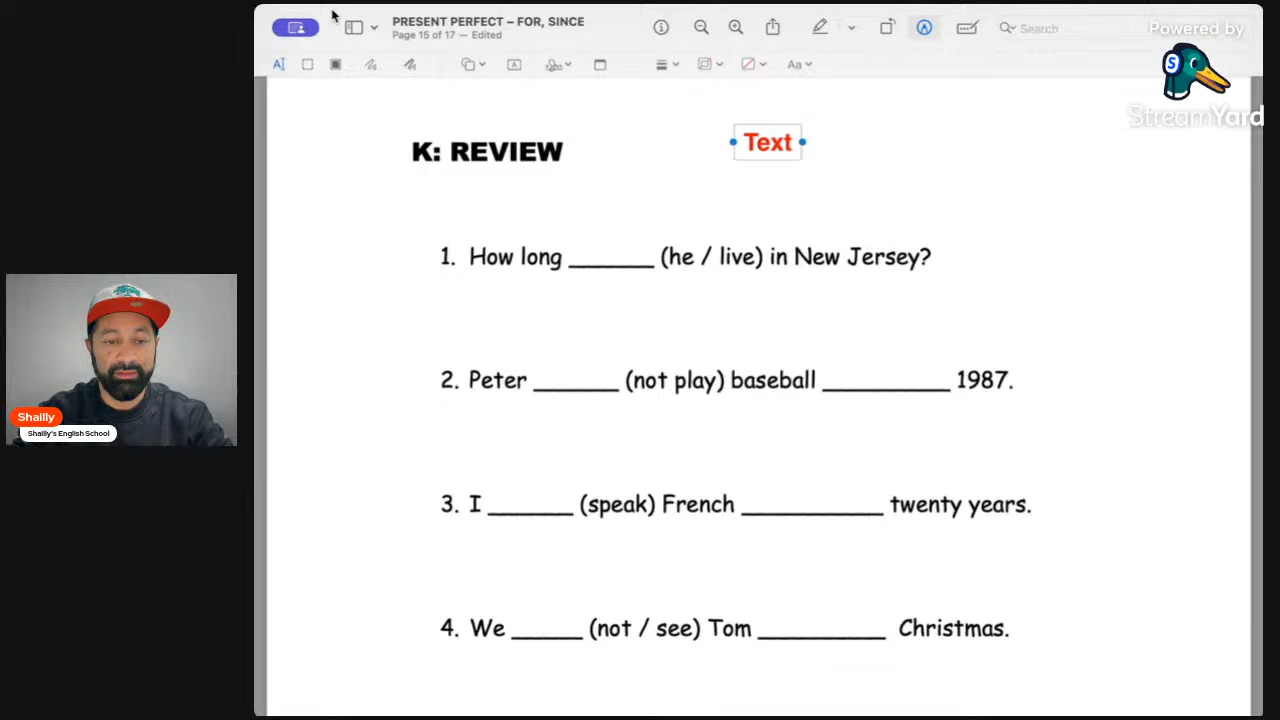 PRESENT PERFECT – FOR, SINCE
Page 15 of 17 — Edited
Search
Powered by
S
StreamYard
A
A
Aa
K: REVIEW
Text
1. How long _______ (he / live) in New Jersey?
2. Peter _______ (not play) baseball __________ 1987.
3. I _______ (speak) French ___________ twenty years.
4. We ______ (not / see) Tom __________ Christmas.
Shailly
Shailly's English School